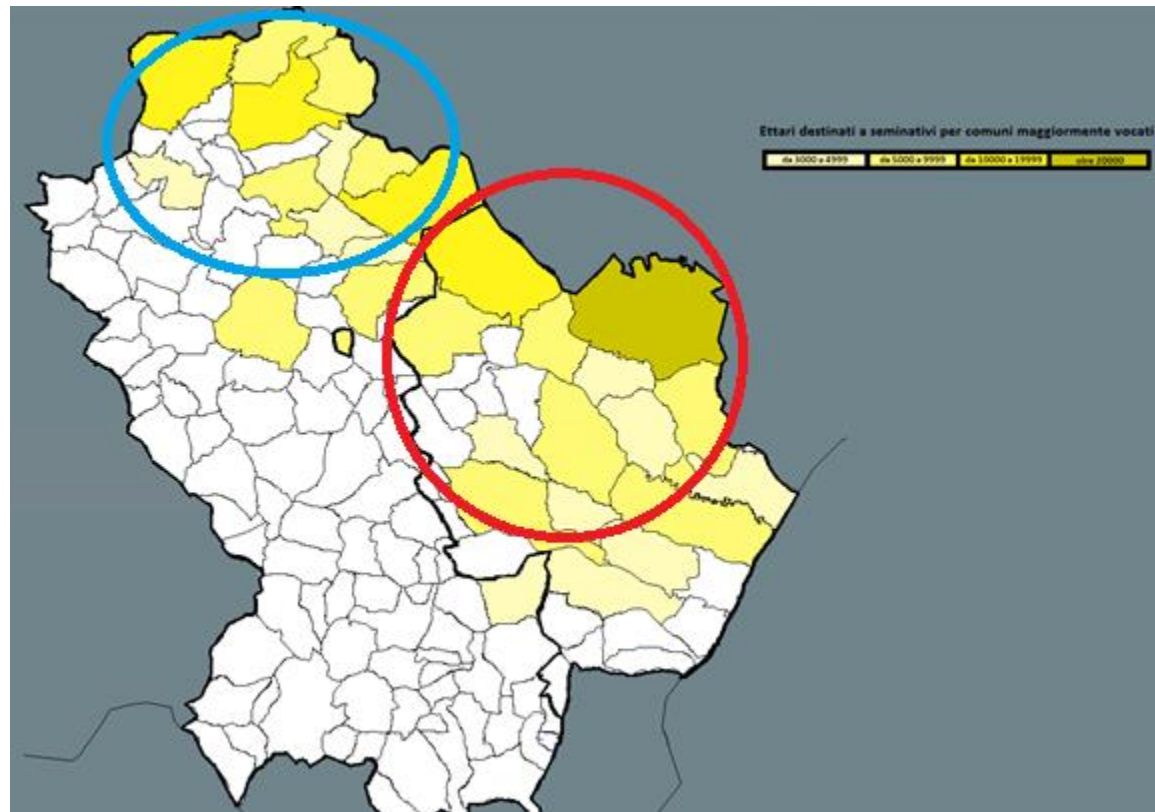 Ettari destinati a seminativi per comuni maggiormente vocati
da 3000 a 4999 da 5000 a 9999 da 10000 a 19999 oltre 20000